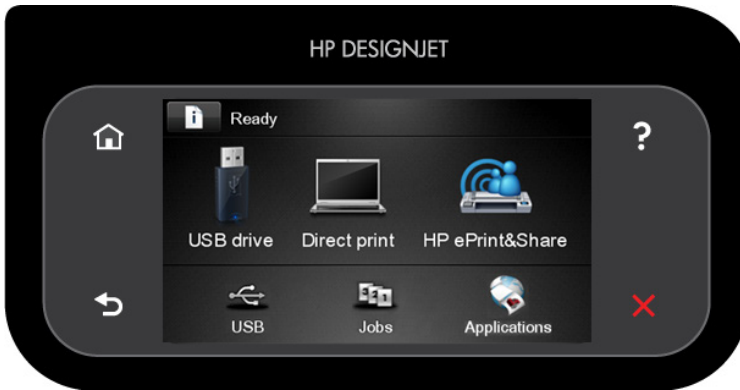 HP DESIGNJET
Ready
USB drive Direct print HP ePrint&Share
USB Jobs Applications